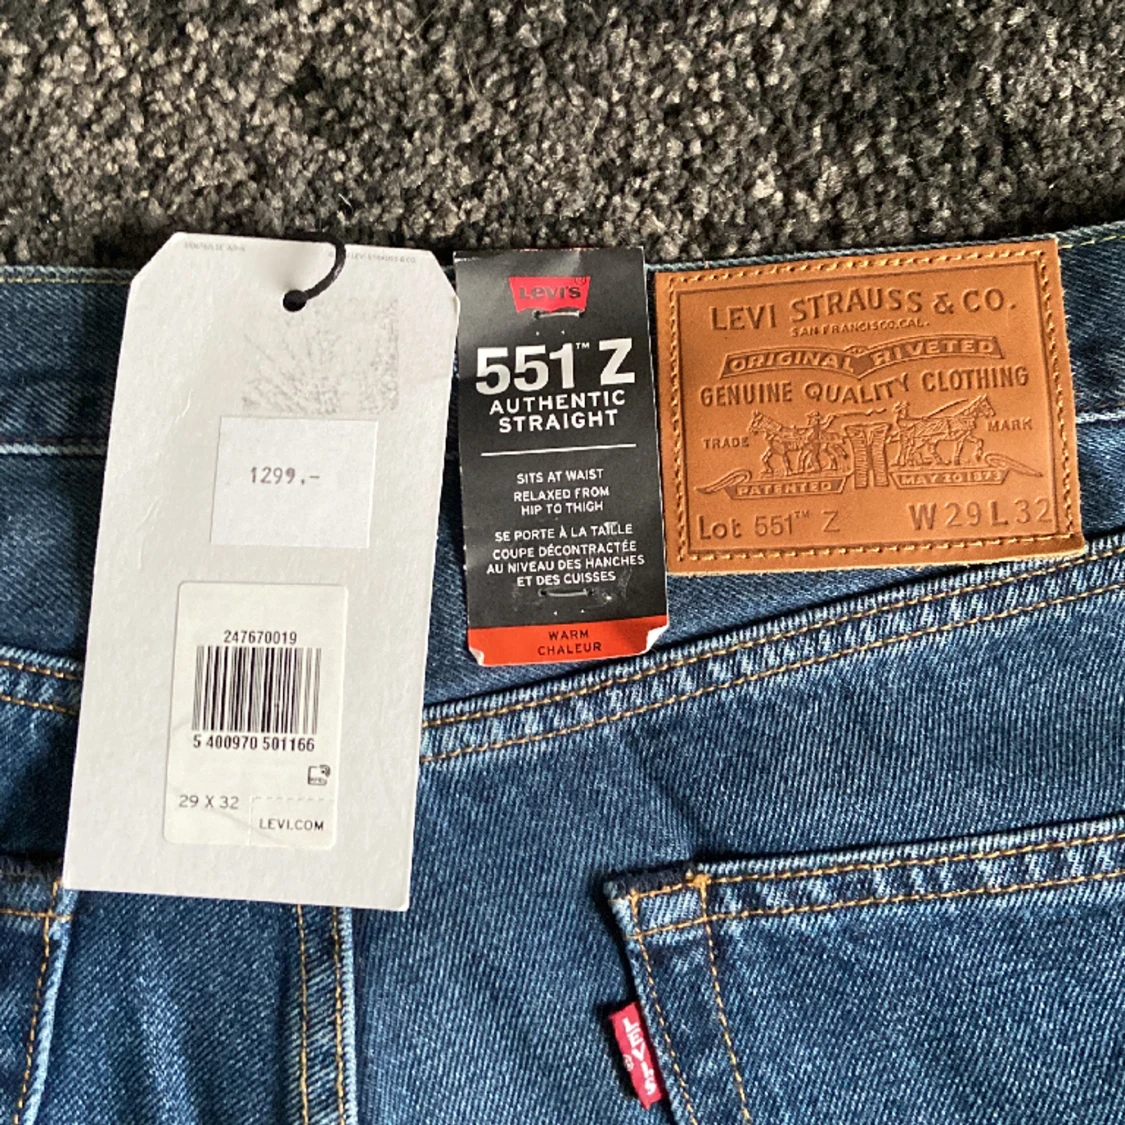 LEVI STRAUSS & CO.
1299,-
247670019
5 400970 501166
29 X 32
LEVI.COM
Levi's
551™ Z
AUTHENTIC
STRAIGHT
SITS AT WAIST
RELAXED FROM
HIP TO THIGH
SE PORTE À LA TAILLE
COUPE DÉCONTRACTÉE
AU NIVEAU DES HANCHES
ET DES CUISSES
WARM
CHALEUR
LEVI STRAUSS & CO.
SAN FRANCISCO, CAL.
ORIGINAL RIVETED
GENUINE QUALITY CLOTHING
TRADE MARK
PATENTED MAY 20 1873
Lot 551™ Z W 29 L 32
LEVI'S